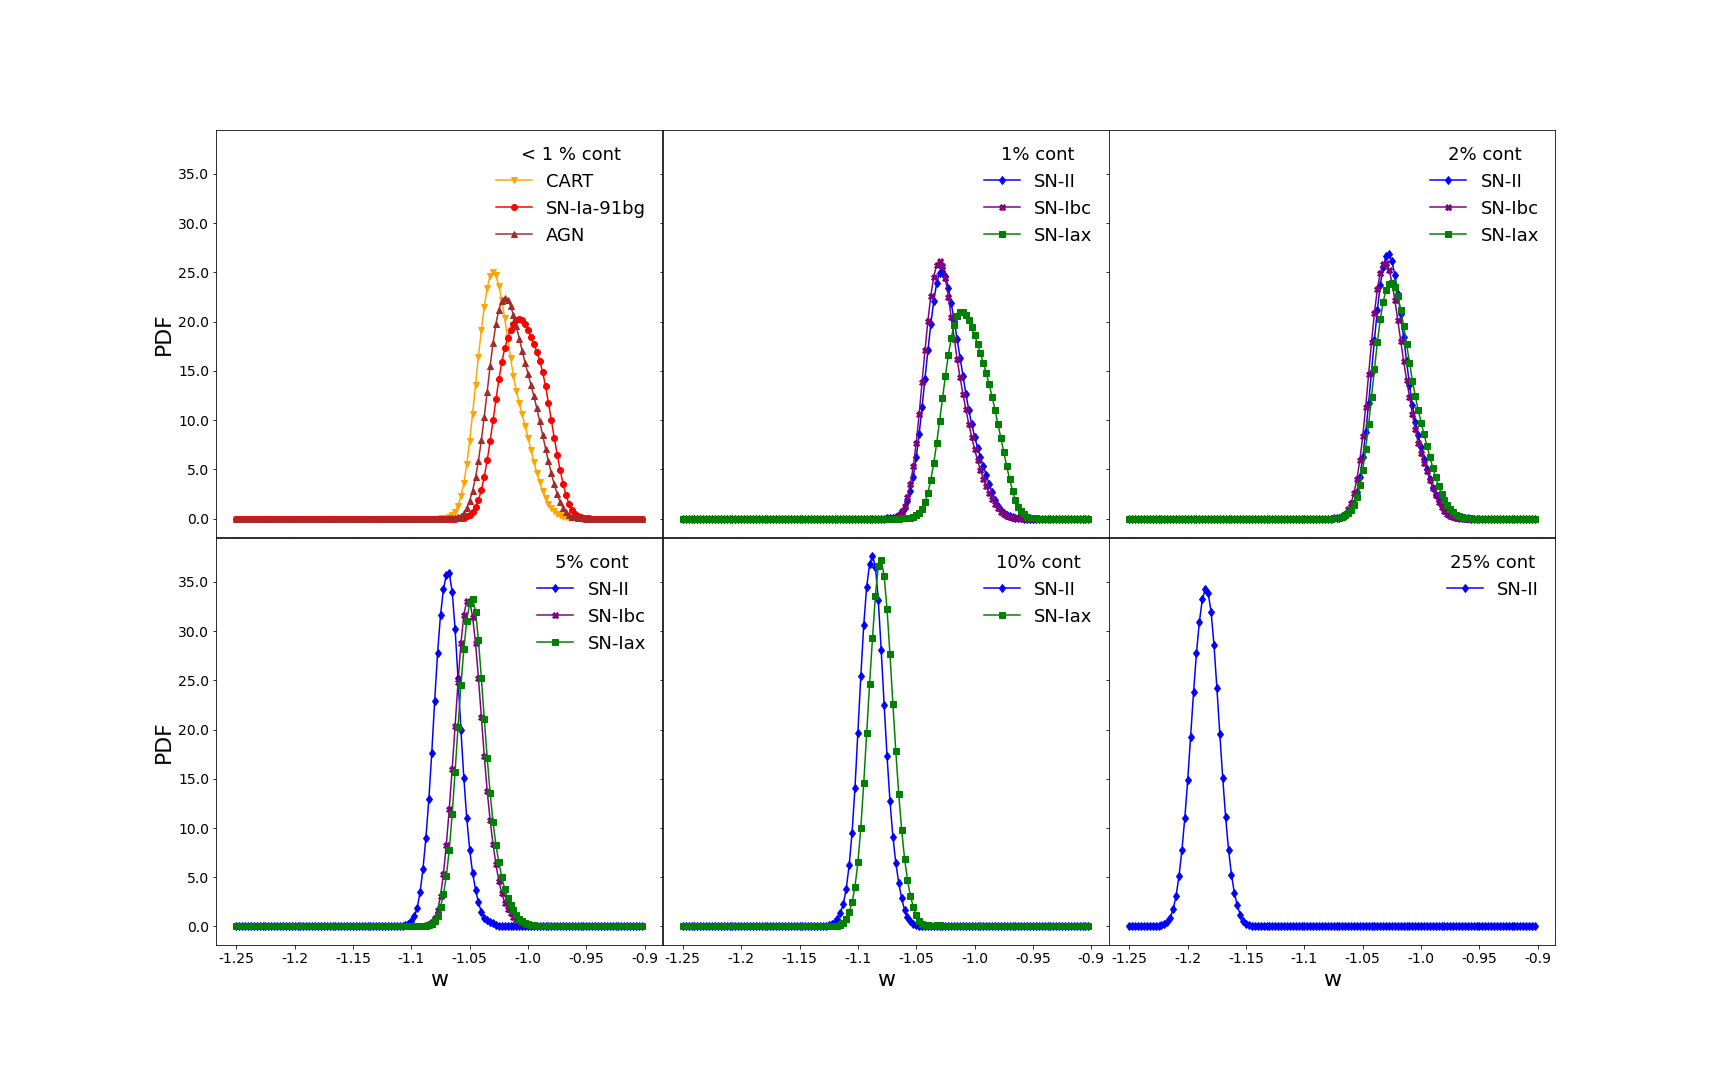 < 1 % cont
CART
SN-Ia-91bg
AGN
1% cont
SN-II
SN-Ibc
SN-Iax
2% cont
SN-II
SN-Ibc
SN-Iax
PDF
35.0
30.0
25.0
20.0
15.0
10.0
5.0
0.0
5% cont
SN-II
SN-Ibc
SN-Iax
10% cont
SN-II
SN-Iax
25% cont
SN-II
PDF
35.0
30.0
25.0
20.0
15.0
10.0
5.0
0.0
-1.25 -1.2 -1.15 -1.1 -1.05 -1.0 -0.95 -0.9
-1.25 -1.2 -1.15 -1.1 -1.05 -1.0 -0.95 -0.9
-1.25 -1.2 -1.15 -1.1 -1.05 -1.0 -0.95 -0.9
w
w
w